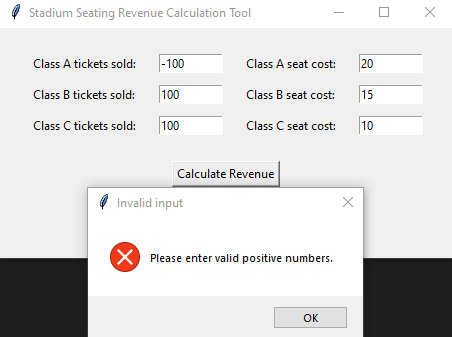 Stadium Seating Revenue Calculation Tool
Class A tickets sold: -100 Class A seat cost: 20
Class B tickets sold: 100 Class B seat cost: 15
Class C tickets sold: 100 Class C seat cost: 10
Calculate Revenue
Invalid input
Please enter valid positive numbers.
OK